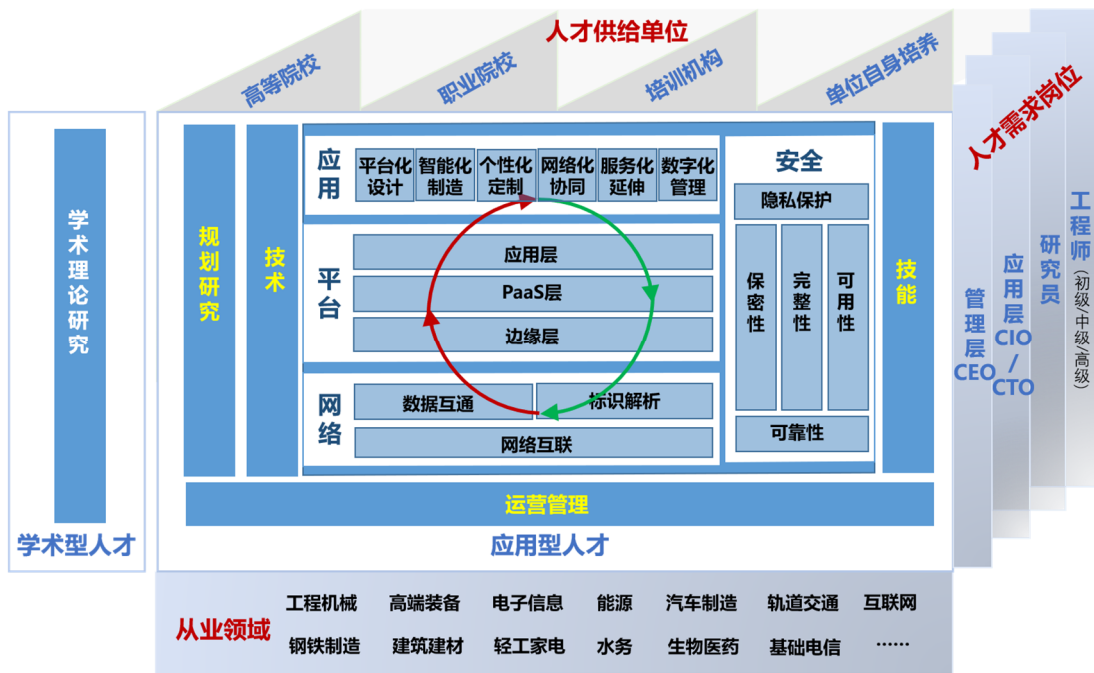 人才供给单位
高等院校
职业院校
培训机构
单位自身培养
人才需求岗位
学术理论研究
学术型人才
规划研究
技术
应用
平台化
设计
智能化
制造
个性化
定制
网络化
协同
服务化
延伸
数字化
管理
平台
应用层
PaaS层
边缘层
网络
数据互通
标识解析
网络互联
安全
隐私保护
保密性
完整性
可用性
可靠性
技能
运营管理
应用型人才
管理层
CEO
应用层
CIO
/
CTO
研究员
工程师
(初级/中级/高级)
从业领域
工程机械 高端装备 电子信息 能源 汽车制造 轨道交通 互联网
钢铁制造 建筑建材 轻工家电 水务 生物医药 基础电信 ······